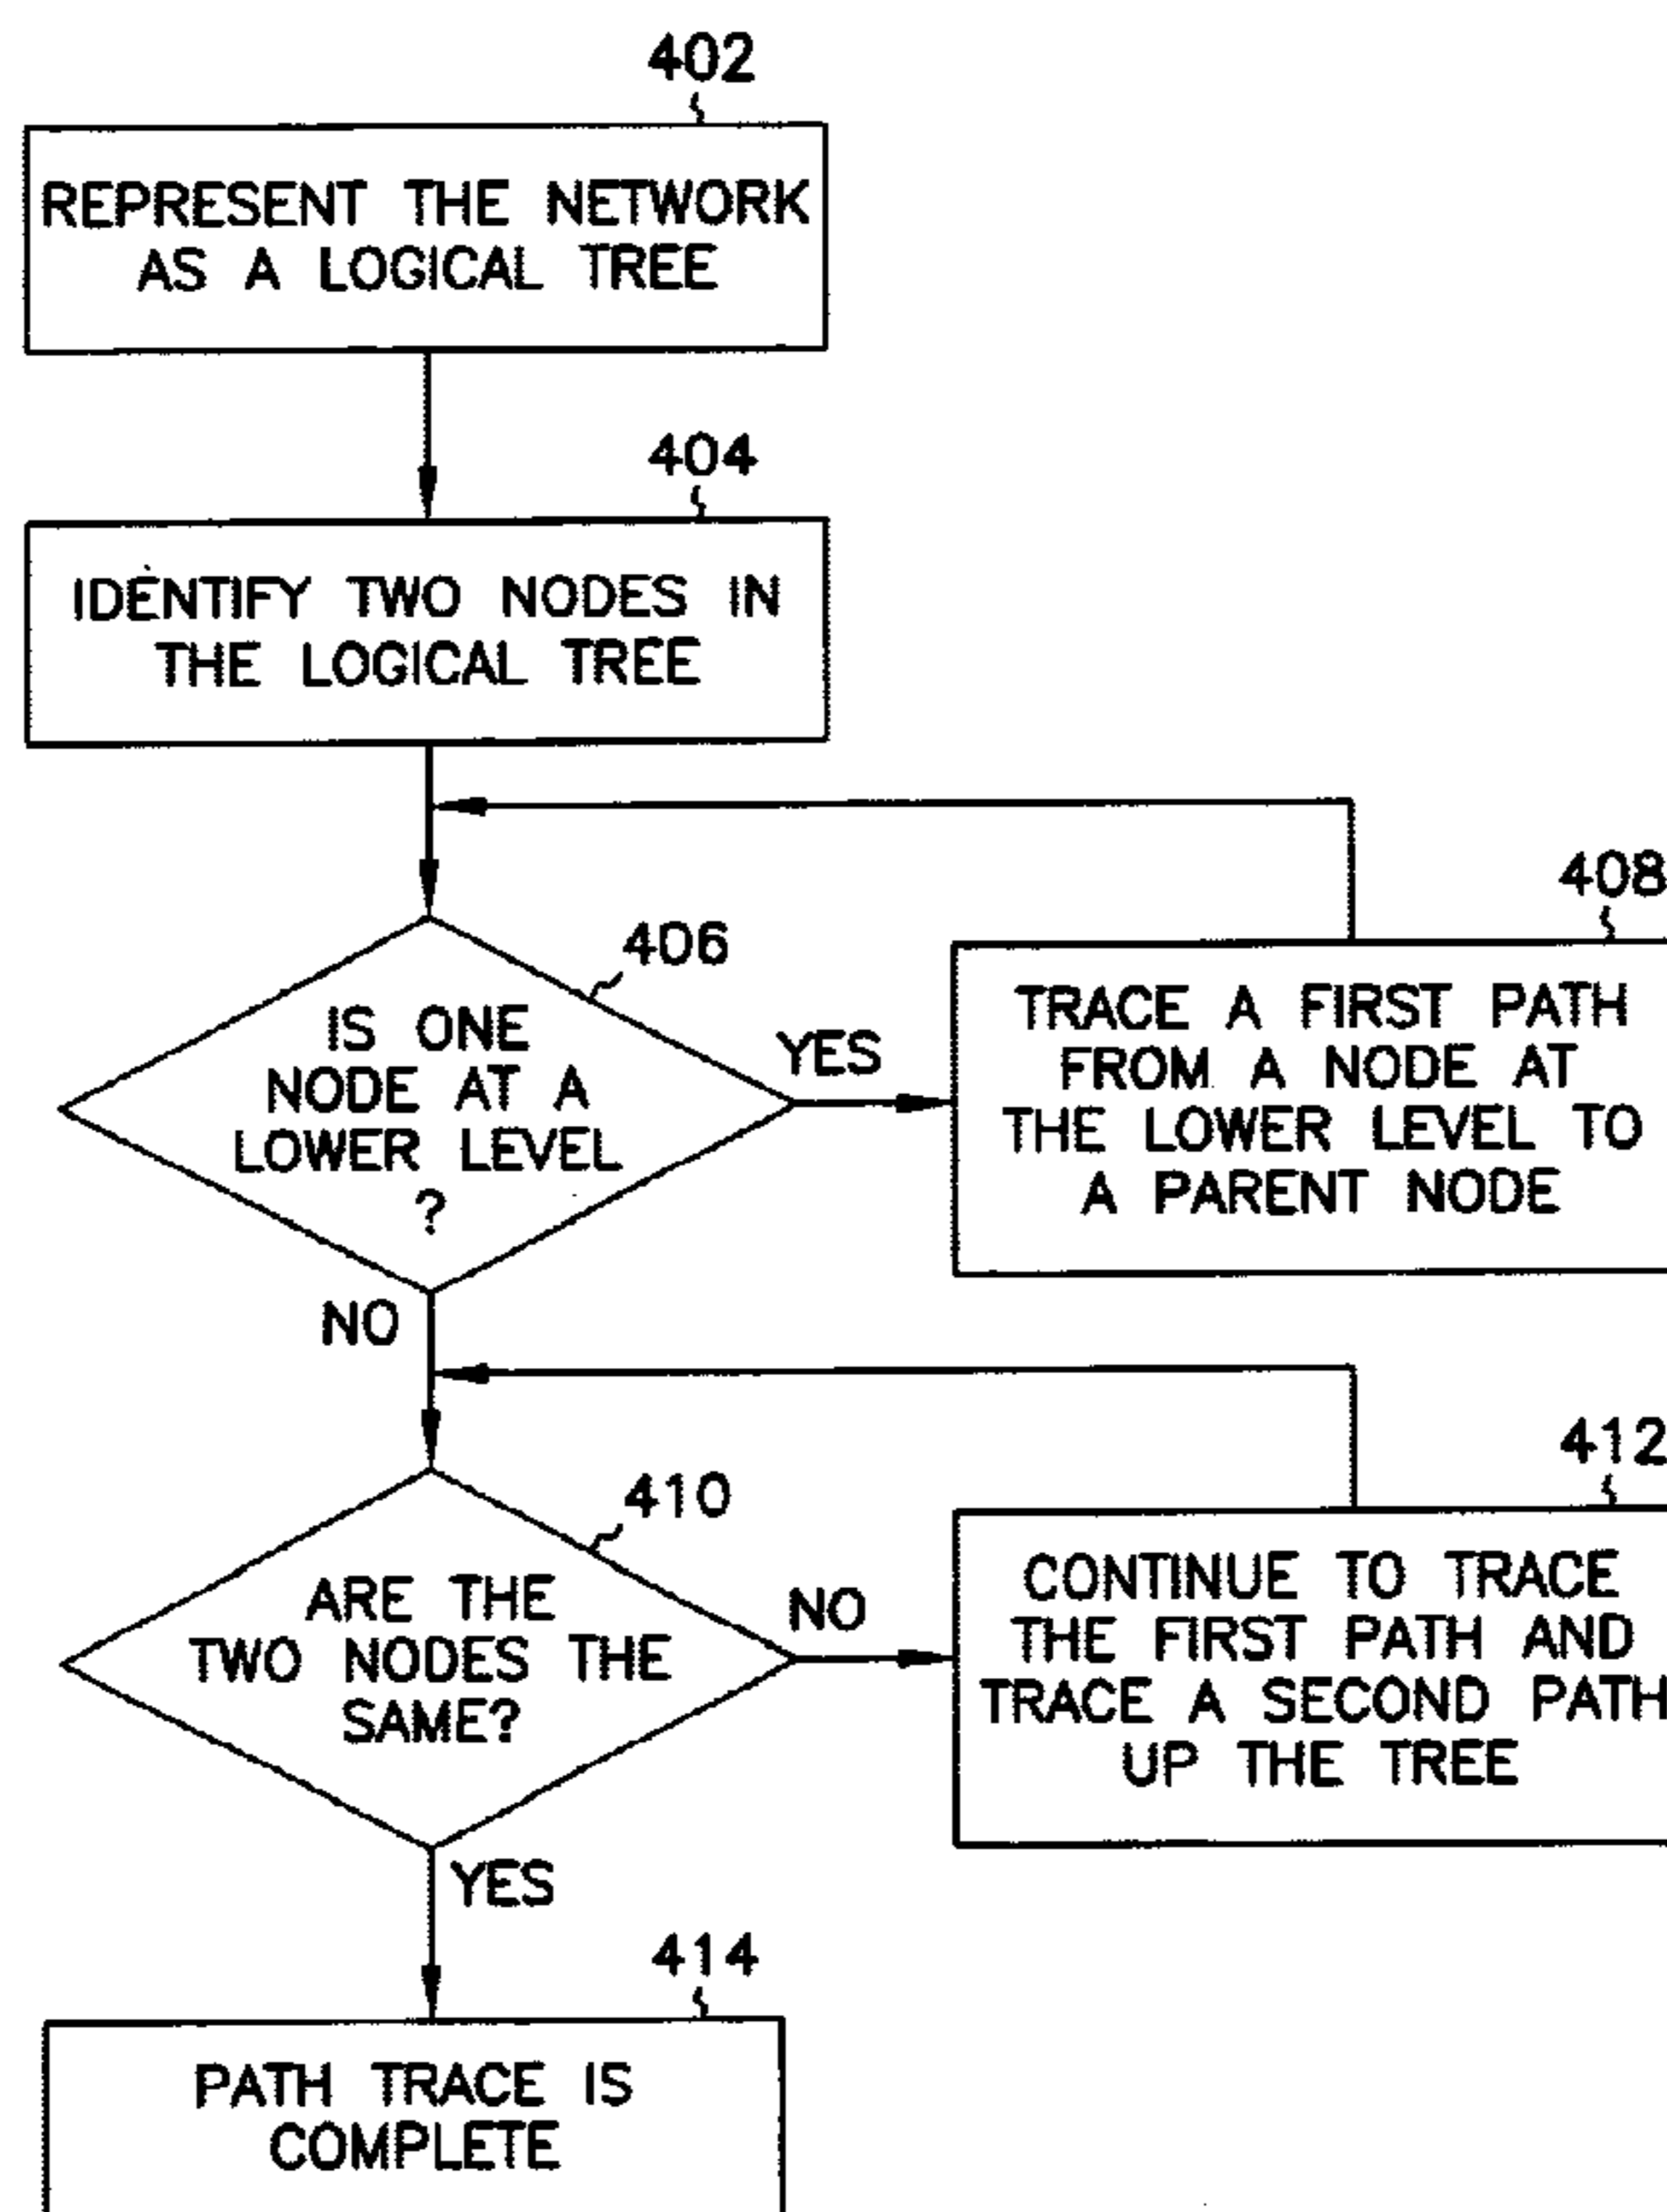 402
REPRESENT THE NETWORK
AS A LOGICAL TREE
404
IDENTIFY TWO NODES IN
THE LOGICAL TREE
406
IS ONE
NODE AT A
LOWER LEVEL
?
YES
NO
408
TRACE A FIRST PATH
FROM A NODE AT
THE LOWER LEVEL TO
A PARENT NODE
410
ARE THE
TWO NODES THE
SAME?
NO
YES
412
CONTINUE TO TRACE
THE FIRST PATH AND
TRACE A SECOND PATH
UP THE TREE
414
PATH TRACE IS
COMPLETE